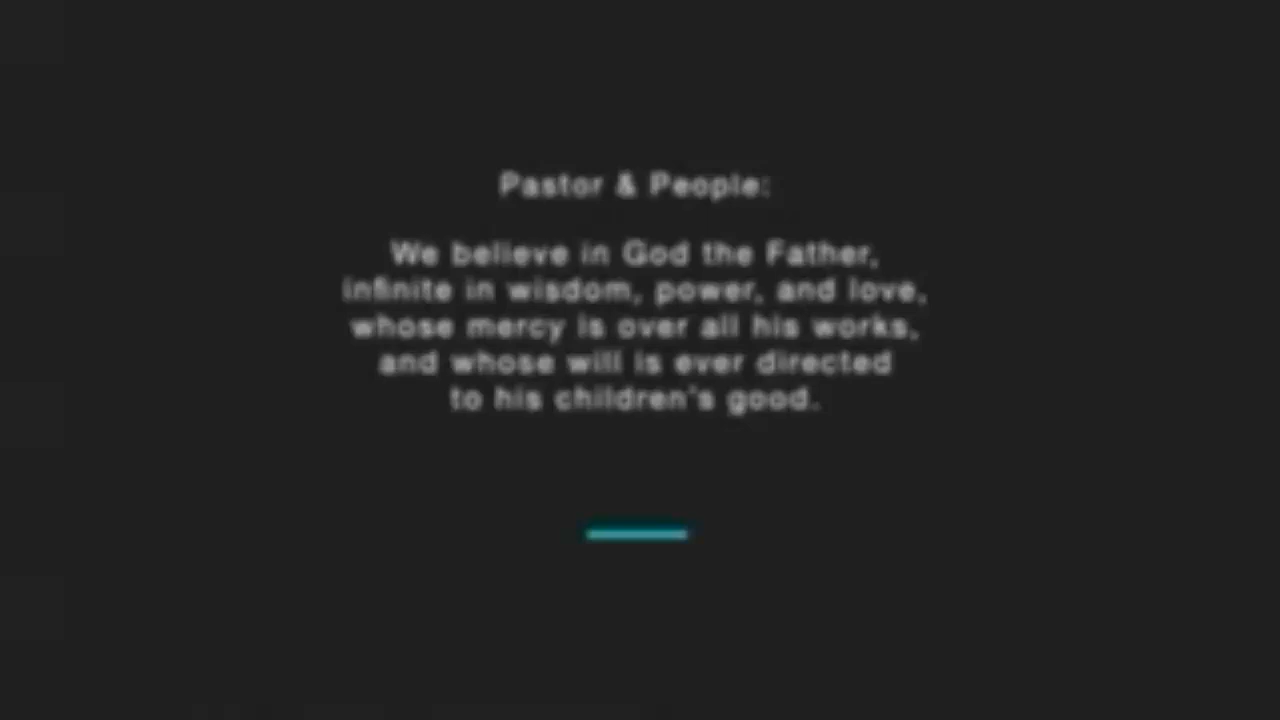 Pastor & People:
We believe in God the Father,
infinite in wisdom, power, and love,
whose mercy is over all his works,
and whose will is ever directed
to his children's good.